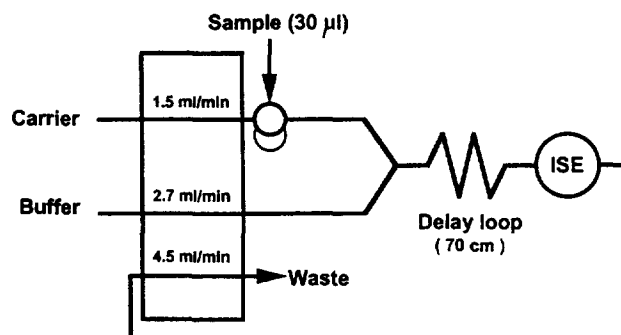 Sample (30 µl)
1.5 ml/min
Carrier
ISE
2.7 ml/min
Buffer
Delay loop
( 70 cm )
4.5 ml/min
Waste